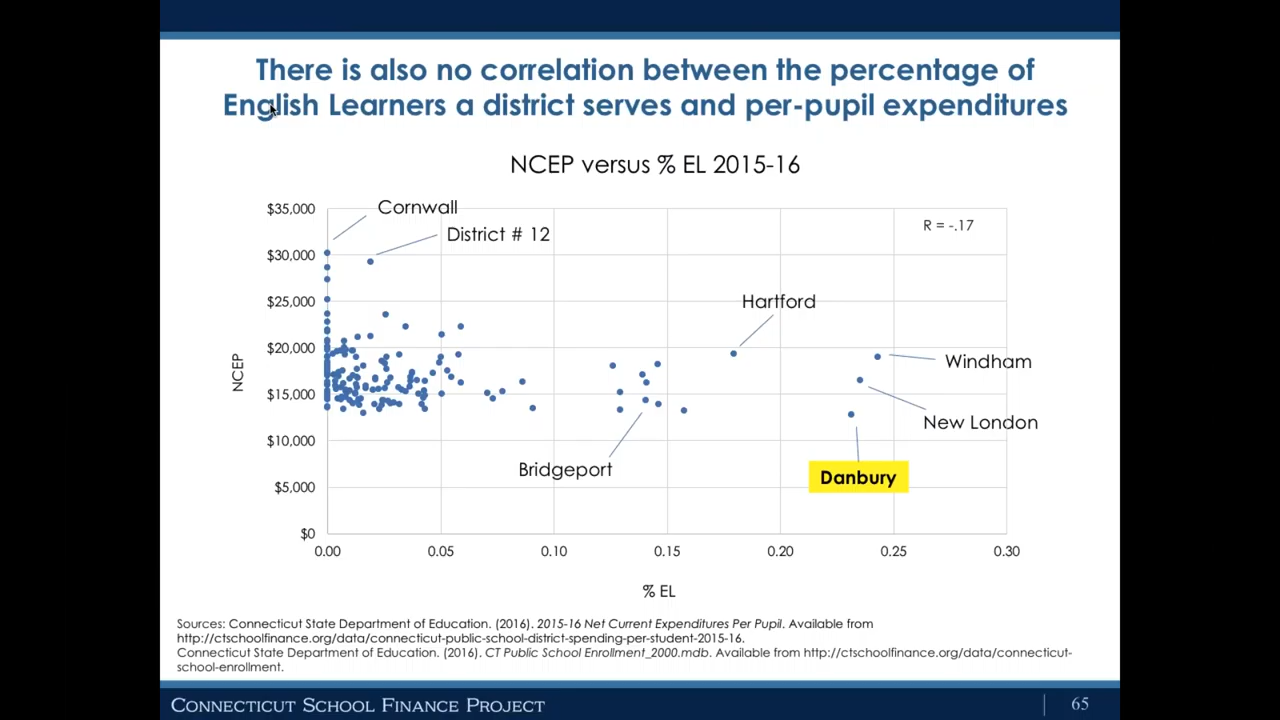 There is also no correlation between the percentage of
English Learners a district serves and per-pupil expenditures
NCEP versus % EL 2015-16
Cornwall
District # 12
R = -.17
Hartford
Windham
New London
Bridgeport
Danbury
NCEP
$35,000
$30,000
$25,000
$20,000
$15,000
$10,000
$5,000
$0
0.00 0.05 0.10 0.15 0.20 0.25 0.30
% EL
Sources: Connecticut State Department of Education. (2016). 2015-16 Net Current Expenditures Per Pupil. Available from
http://ctschoolfinance.org/data/connecticut-public-school-district-spending-per-student-2015-16.
Connecticut State Department of Education. (2016). CT Public School Enrollment_2000.mdb. Available from http://ctschoolfinance.org/data/connecticut-
school-enrollment.
CONNECTICUT SCHOOL FINANCE PROJECT
65